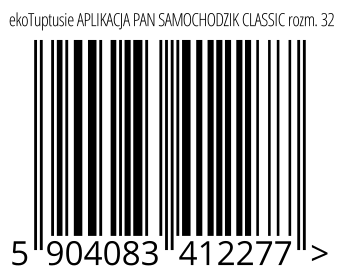 ekoTuptusie APLIKACJA PAN SAMOCHODZIK CLASSIC rozm. 32
5 904083 412277 >